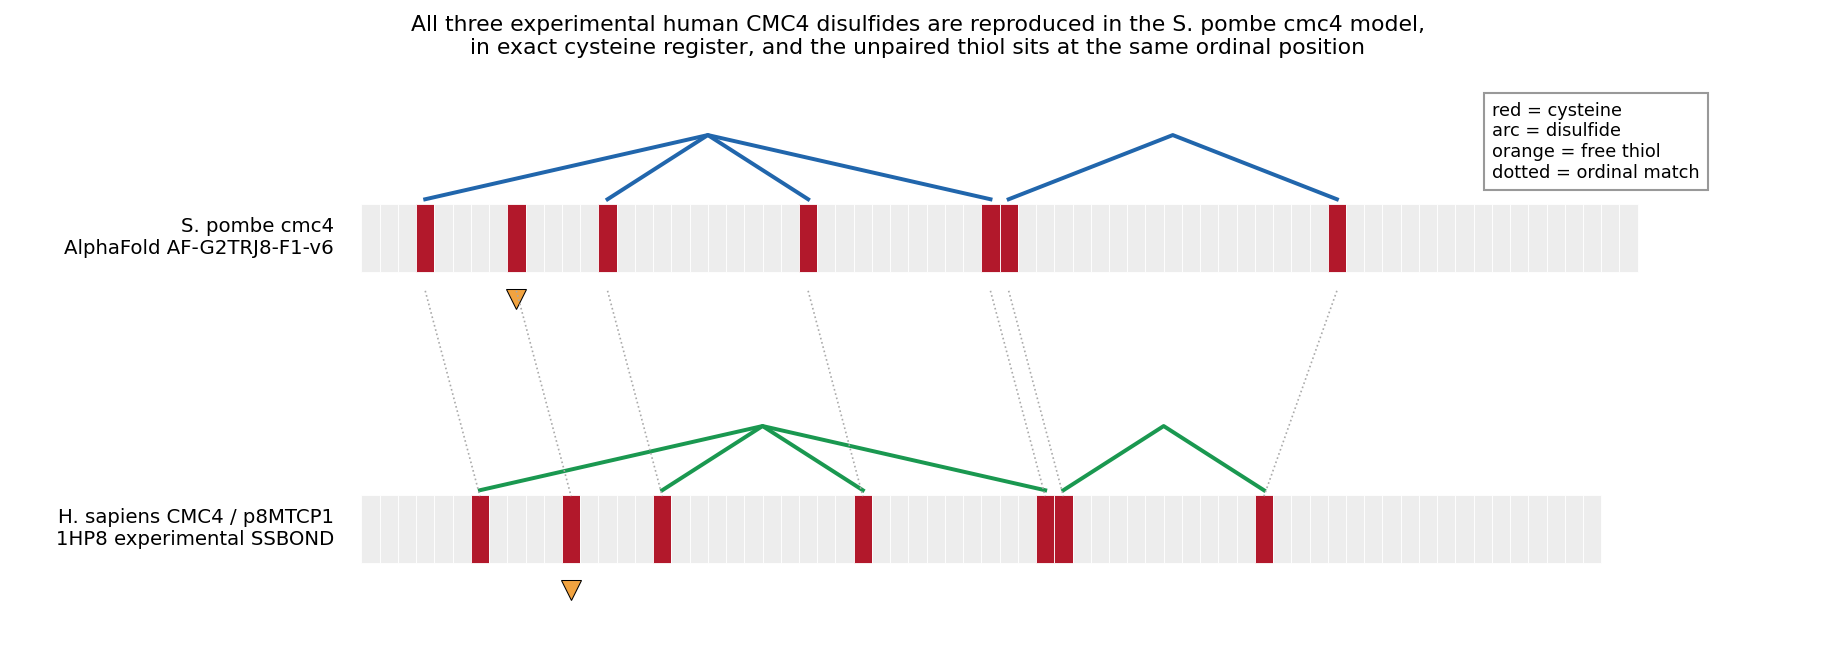 All three experimental human CMC4 disulfides are reproduced in the S. pombe cmc4 model,
in exact cysteine register, and the unpaired thiol sits at the same ordinal position
red = cysteine
arc = disulfide
orange = free thiol
dotted = ordinal match
S. pombe cmc4
AlphaFold AF-G2TRJ8-F1-v6
H. sapiens CMC4 / p8MTCP1
1HP8 experimental SSBOND